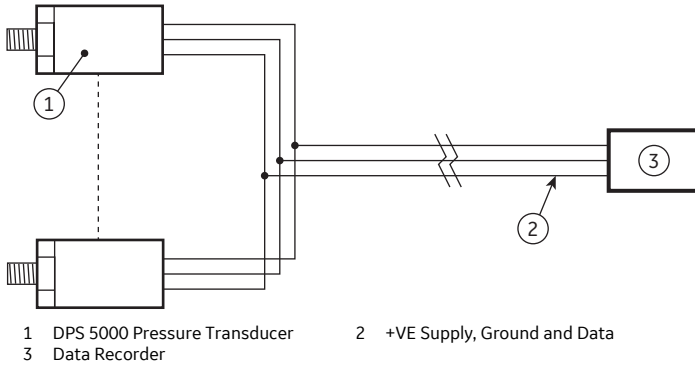 1
3
2
1 DPS 5000 Pressure Transducer 2 +VE Supply, Ground and Data
3 Data Recorder